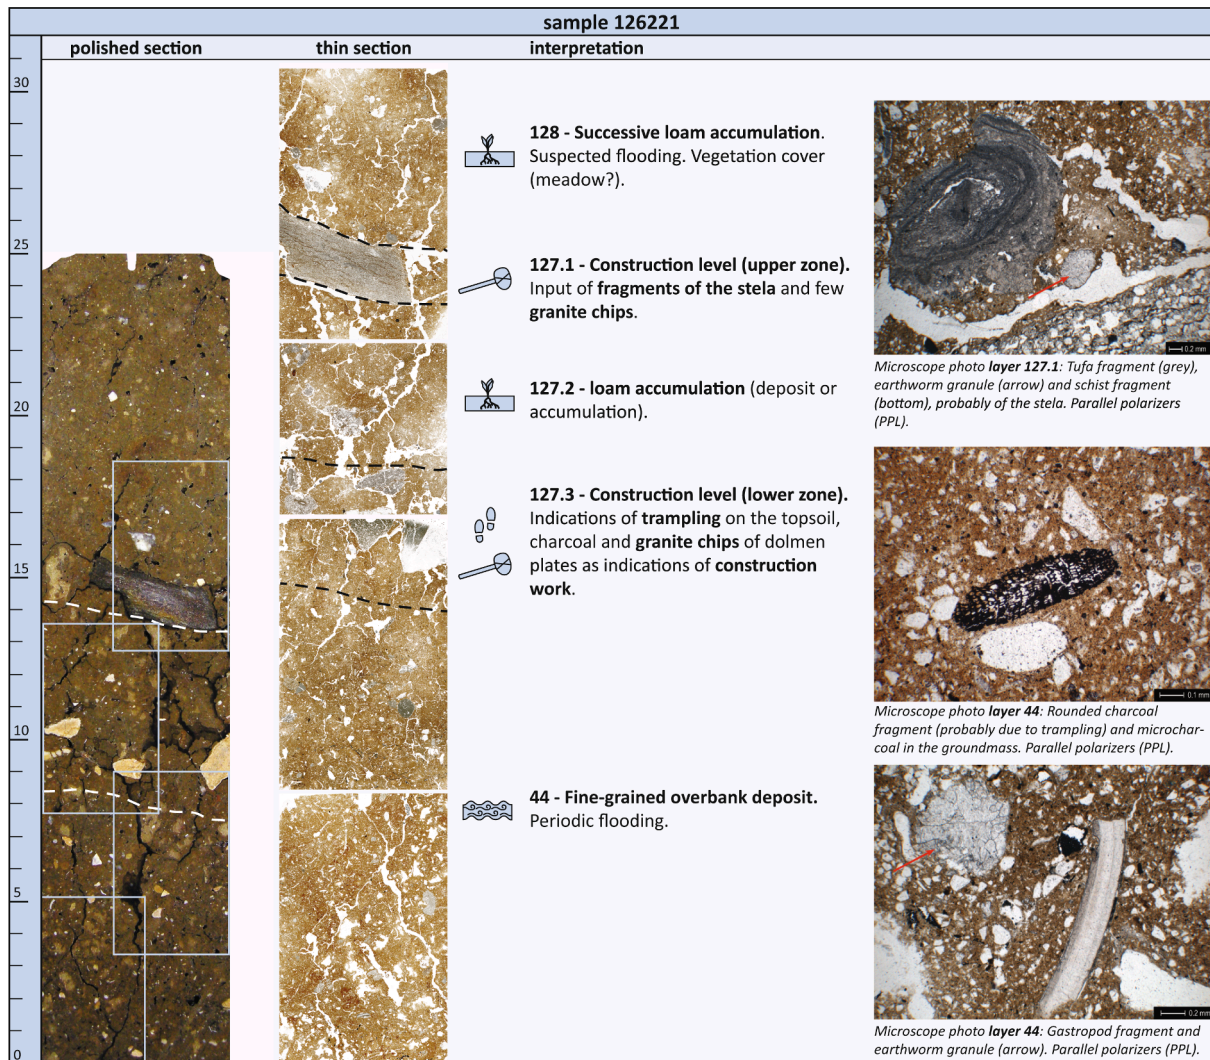 sample 126221
polished section
thin section
interpretation
30
25
20
15
10
5
0
128 - Successive loam accumulation.
Suspected flooding. Vegetation cover
(meadow?).
127.1 - Construction level (upper zone).
Input of fragments of the stela and few
granite chips.
127.2 - loam accumulation (deposit or
accumulation).
127.3 - Construction level (lower zone).
Indications of trampling on the topsoil,
charcoal and granite chips of dolmen
plates as indications of construction
work.
44 - Fine-grained overbank deposit.
Periodic flooding.
0.2 mm
Microscope photo layer 127.1: Tufa fragment (grey),
earthworm granule (arrow) and schist fragment
(bottom), probably of the stela. Parallel polarizers
(PPL).
0.1 mm
Microscope photo layer 44: Rounded charcoal
fragment (probably due to trampling) and microchar-
coal in the groundmass. Parallel polarizers (PPL).
0.2 mm
Microscope photo layer 44: Gastropod fragment and
earthworm granule (arrow). Parallel polarizers (PPL).